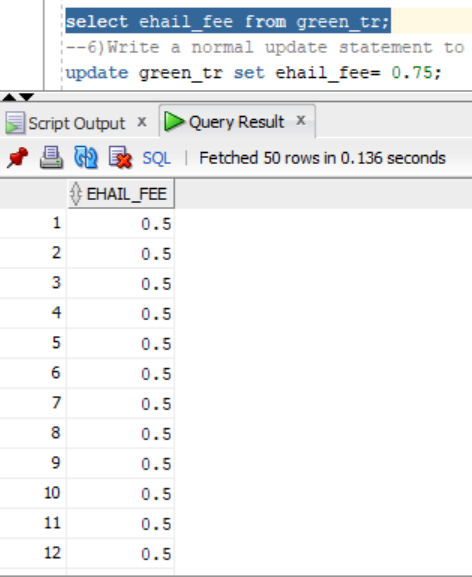 select ehail_fee from green_tr;
--6)Write a normal update statement to
update green_tr set ehail_fee= 0.75;
Script Output x Query Result x
SQL | Fetched 50 rows in 0.136 seconds
EHAIL_FEE
1 0.5
2 0.5
3 0.5
4 0.5
5 0.5
6 0.5
7 0.5
8 0.5
9 0.5
10 0.5
11 0.5
12 0.5